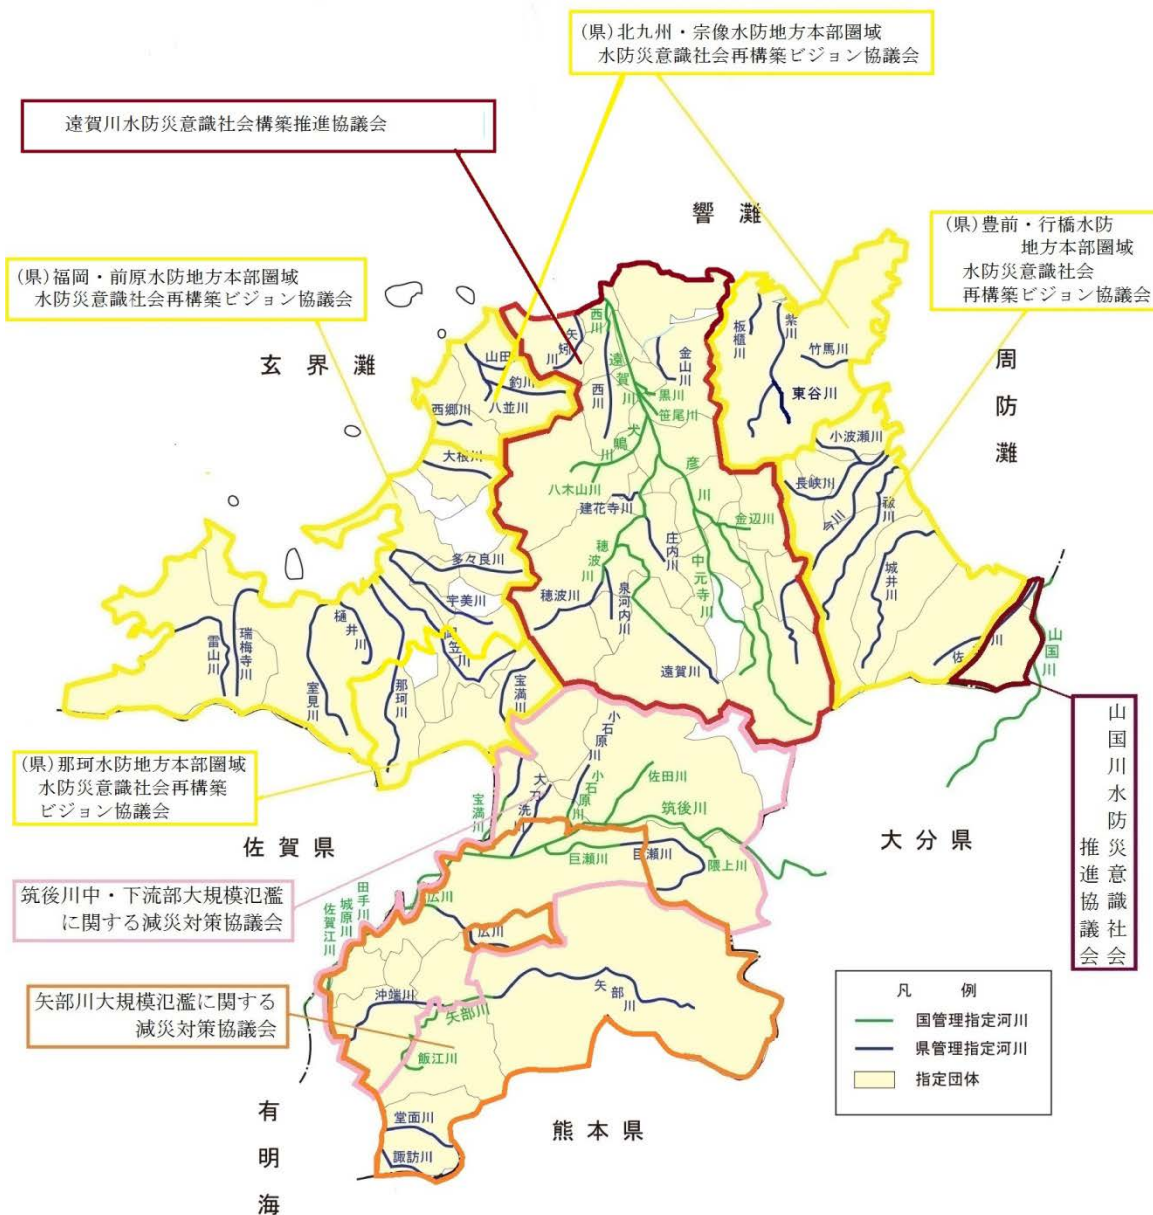 (県)北九州・宗像水防地方本部圏域
水防災意識社会再構築ビジョン協議会
遠賀川水防災意識社会構築推進協議会
響灘
(県)豊前・行橋水防
地方本部圏域
水防災意識社会
再構築ビジョン協議会
(県)福岡・前原水防地方本部圏域
水防災意識社会再構築ビジョン協議会
玄界灘
周防灘
西川
矢矧川
遠賀川
西川
金山川
黒川
笹尾川
板櫃川
紫川
竹馬川
東谷川
山田
釣川
八並川
西郷川
大根川
犬鳴川
八木山川
彦
川
建花寺川
金辺川
小波瀬川
長峡川
今川
祓川
城井川
穂波川
庄内川
中元寺川
穂波川
泉河内川
遠賀川
多々良川
宇美川
樋井川
瑞梅寺川
雷山川
室見川
那珂川
笠川
宝満川
佐
川
山国川
山国川水防災意識社会
推進協議会
(県)那珂水防地方本部圏域
水防災意識社会再構築
ビジョン協議会
佐賀県
小石原川
小石原川
大刀洗川
佐田川
筑後川
宝満川
大分県
巨瀬川
巨瀬川
隈上川
筑後川中・下流部大規模氾濫
に関する減災対策協議会
田手川
城原川
佐賀江川
広川
広川
矢部川大規模氾濫に関する
減災対策協議会
沖端川
矢部川
矢部川
飯江川
堂面川
諏訪川
有明海
熊本県
凡例
国管理指定河川
県管理指定河川
指定団体